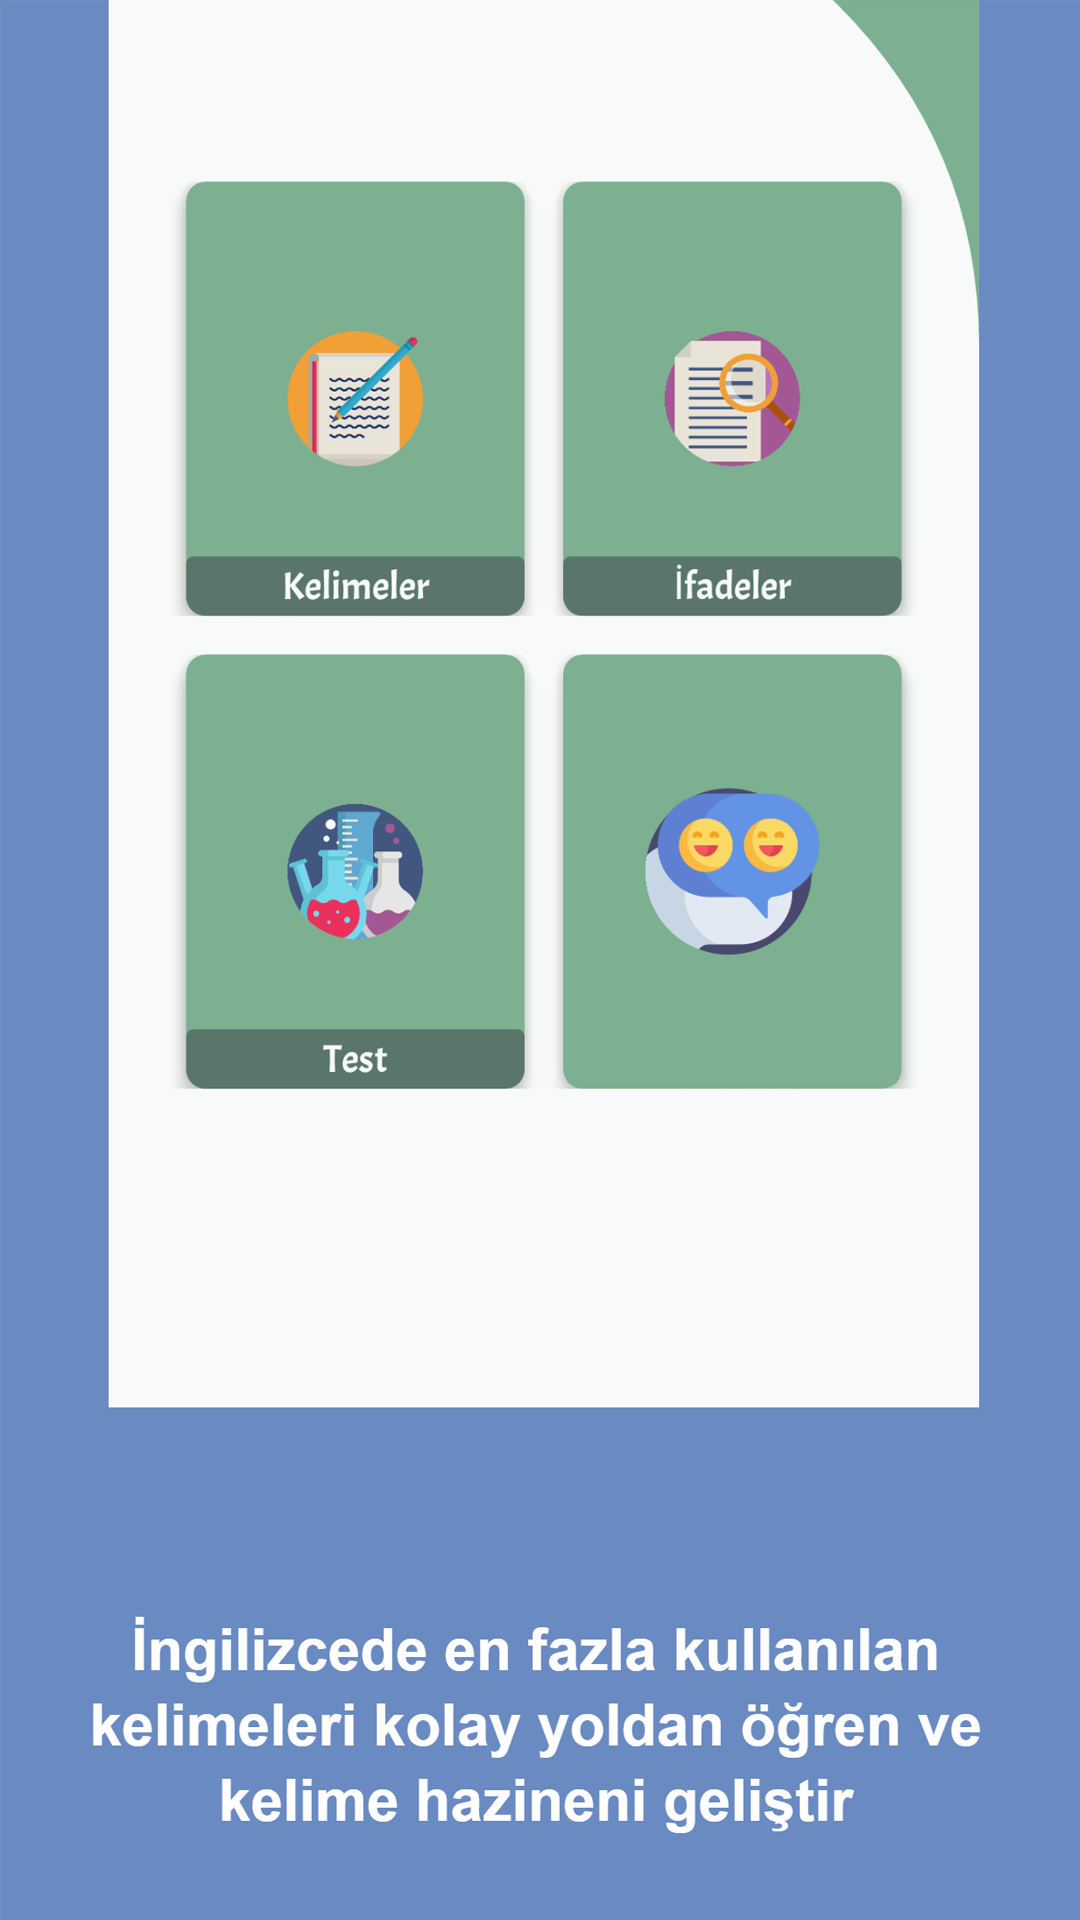 Kelimeler
İfadeler
Test
İngilizcede en fazla kullanılan
kelimeleri kolay yoldan öğren ve
kelime hazineni geliştir